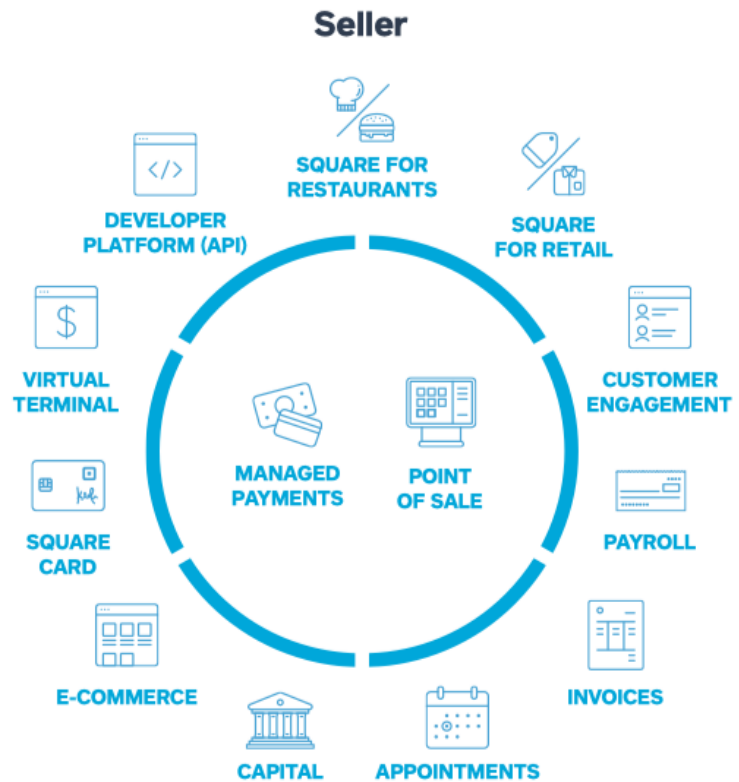 Seller
SQUARE FOR
RESTAURANTS
SQUARE
FOR RETAIL
CUSTOMER
ENGAGEMENT
PAYROLL
INVOICES
APPOINTMENTS
CAPITAL
E-COMMERCE
SQUARE
CARD
VIRTUAL
TERMINAL
DEVELOPER
PLATFORM (API)
</>
$
MANAGED
PAYMENTS
POINT
OF SALE